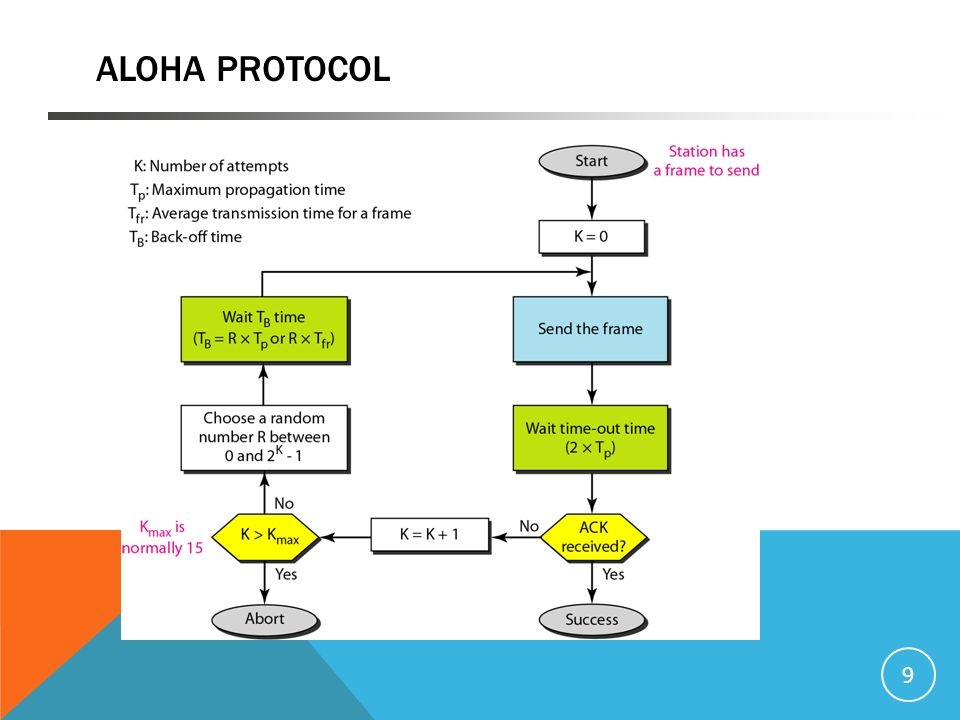 ALOHA PROTOCOL
K: Number of attempts
Tp: Maximum propagation time
Tfr: Average transmission time for a frame
TB: Back-off time
Start
Station has
a frame to send
K = 0
Wait TB time
(TB = R × Tp or R × Tfr)
Send the frame
Choose a random
number R between
0 and 2^K - 1
Wait time-out time
(2 × Tp)
No
Kmax is
normally 15
K > Kmax
K = K + 1
No
ACK
received?
Yes
Yes
Abort
Success
9